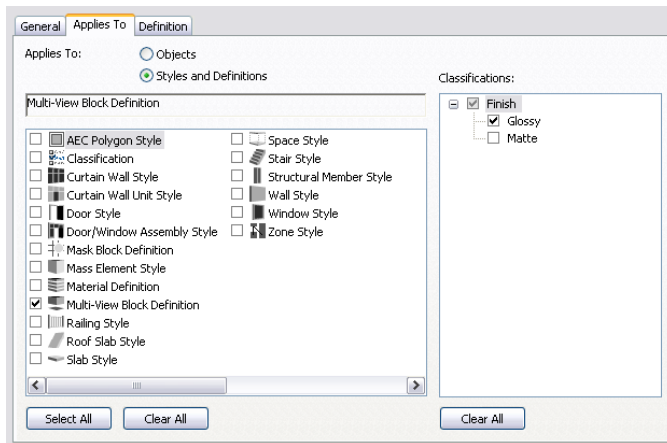 General
Applies To
Definition
Applies To:
Objects
Styles and Definitions
Multi-View Block Definition
AEC Polygon Style
Classification
Curtain Wall Style
Curtain Wall Unit Style
Door Style
Door/Window Assembly Style
Mask Block Definition
Mass Element Style
Material Definition
Multi-View Block Definition
Railing Style
Roof Slab Style
Slab Style
Space Style
Stair Style
Structural Member Style
Wall Style
Window Style
Zone Style
Select All
Clear All
Classifications:
Finish
Glossy
Matte
Clear All